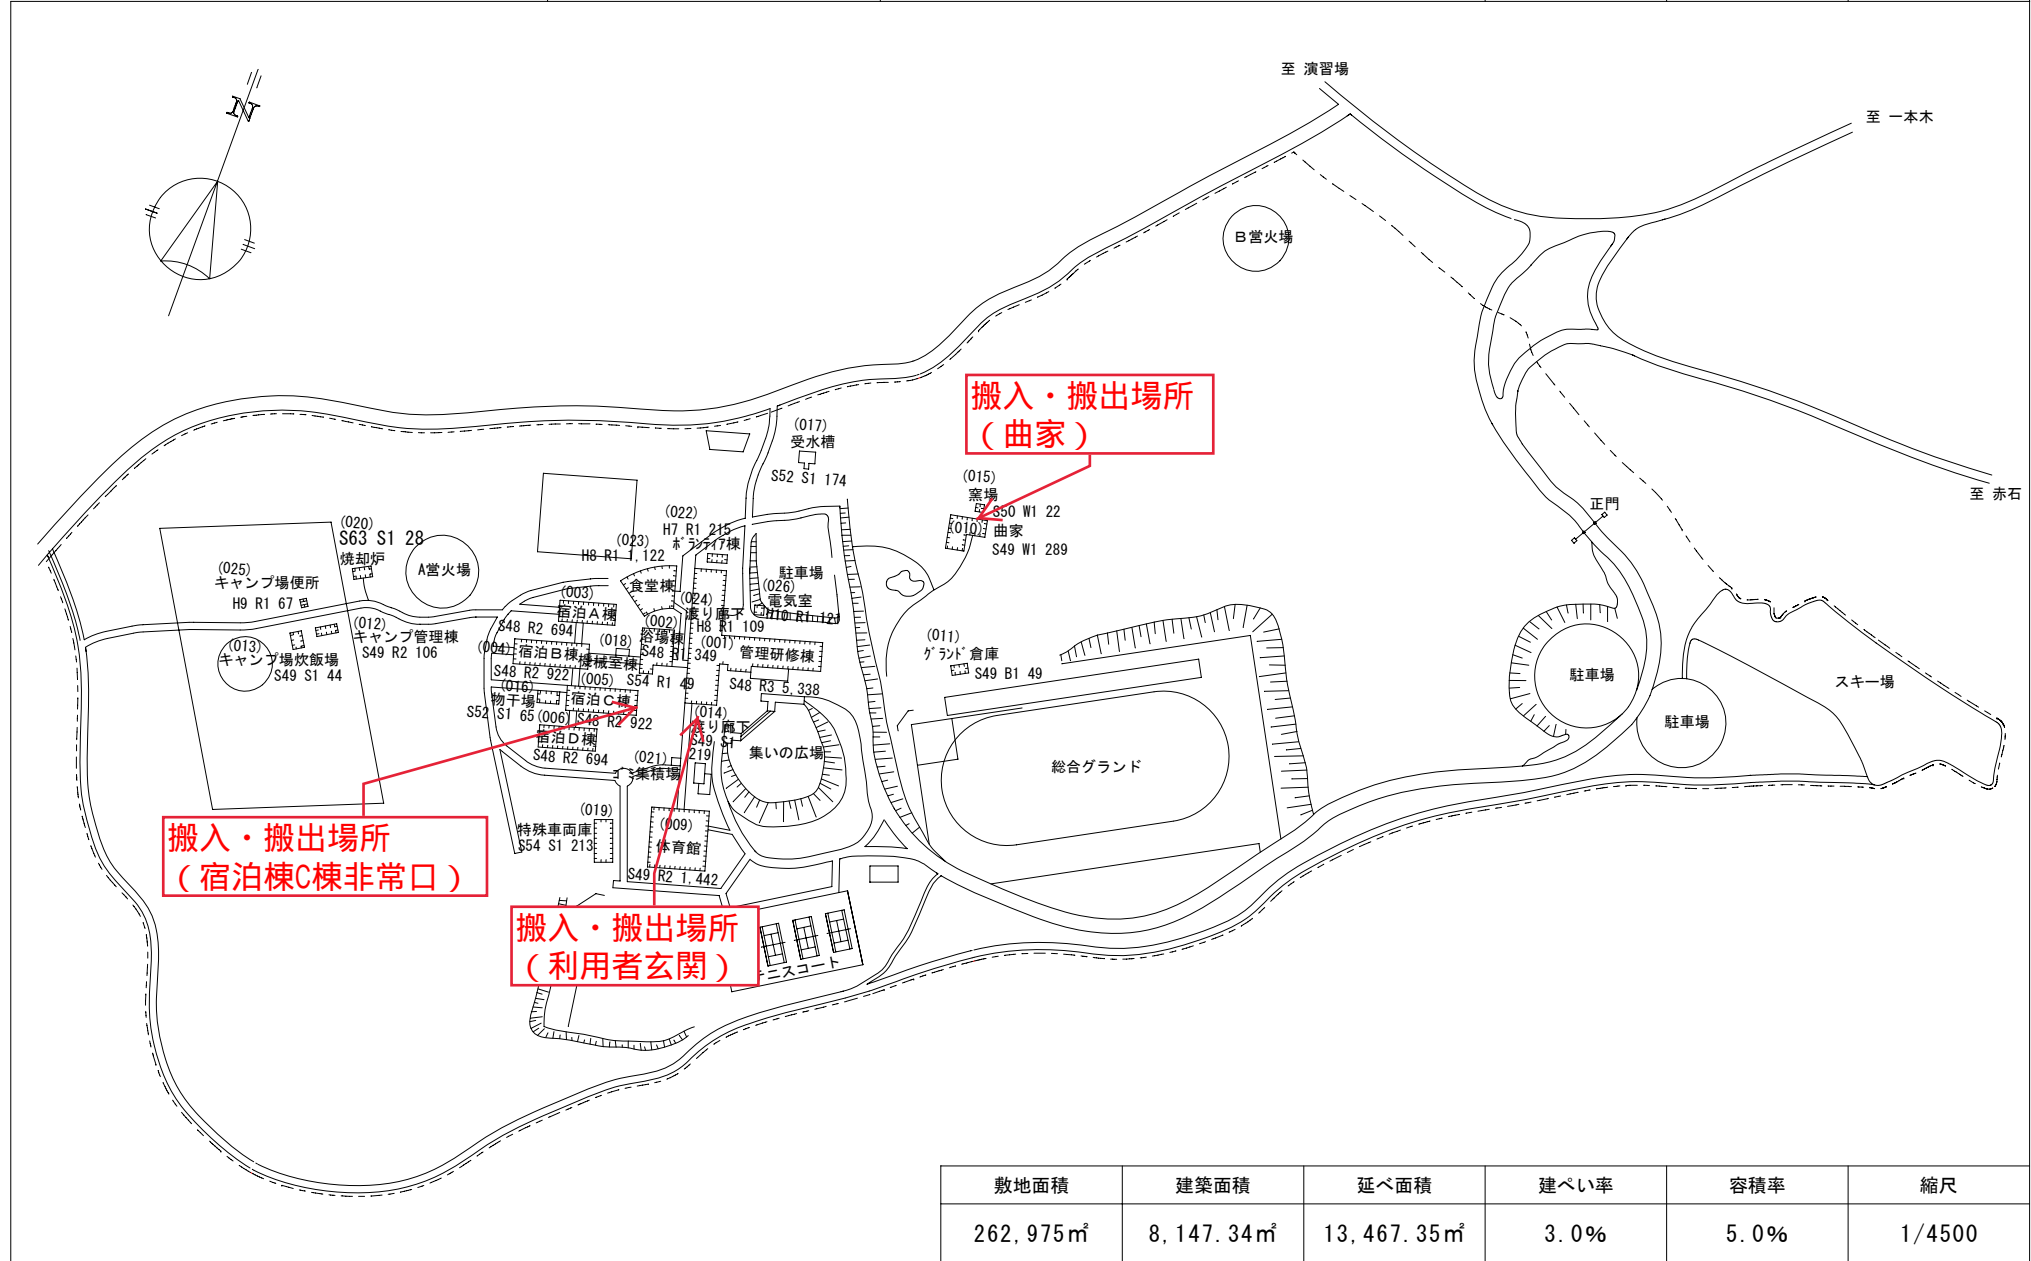 至 演習場
至 一本木
N
B営火場
搬入・搬出場所
（曲家）
(017)
受水槽
S52 S1 174
(015)
窯場
S50 W1 22
(010)
曲家
S49 W1 289
正門
至 赤石
(020)
S63 S1 28
焼却炉
A営火場
(025)
キャンプ場便所
H9 R1 67
(022)
H7 R1 215
ﾎﾞﾗﾝﾃｨｱ棟
(023)
H8 R1 1,122
食堂棟
駐車場
(026)
電気室
H10 R1 121
(024)
渡り廊下
H8 R1 109
(003)
宿泊A棟
S48 R2 694
(002)
浴場棟
S48 R1 349
(018)
機械室棟
S54 R1 49
(001)
管理研修棟
S48 R3 5,338
(004)
宿泊B棟
S48 R2 922
(012)
キャンプ管理棟
S49 R2 106
(013)
キャンプ場炊飯場
S49 S1 44
(011)
ｸﾞﾗﾝﾄﾞ倉庫
S49 B1 49
(005)
宿泊C棟
S48 R2 922
(016)
物干場
S52 S1 65
(006)
宿泊D棟
S48 R2 694
(014)
渡り廊下
S49 S1
219
(021)
ｺﾞﾐ集積場
集いの広場
総合グランド
駐車場
駐車場
スキー場
(019)
特殊車両庫
S54 S1 213
(009)
体育館
S49 R2 1,442
搬入・搬出場所
（宿泊棟C棟非常口）
搬入・搬出場所
（利用者玄関）
テニスコート
敷地面積 建築面積 延べ面積 建ぺい率 容積率 縮尺
262,975㎡ 8,147.34㎡ 13,467.35㎡ 3.0% 5.0% 1/4500